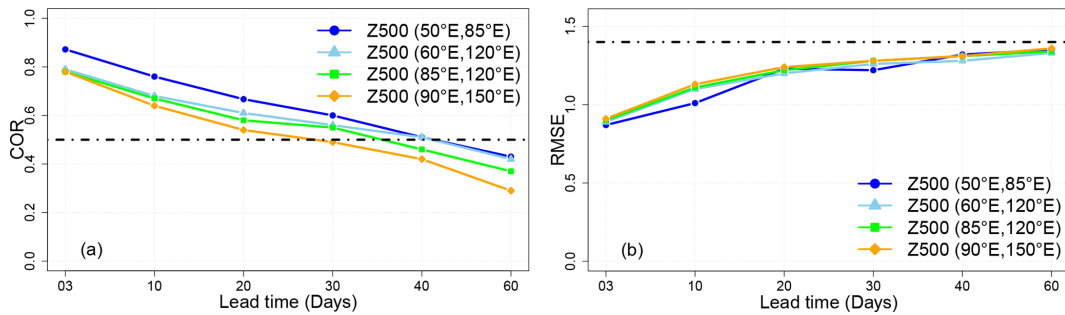 1.0
0.8
0.6
0.4
0.2
0.0
COR
Z500 (50°E,85°E)
Z500 (60°E,120°E)
Z500 (85°E,120°E)
Z500 (90°E,150°E)
(a)
03 10 20 30 40 60
Lead time (Days)
1.5
1.0
0.5
0.0
RMSE
Z500 (50°E,85°E)
Z500 (60°E,120°E)
Z500 (85°E,120°E)
Z500 (90°E,150°E)
(b)
03 10 20 30 40 60
Lead time (Days)